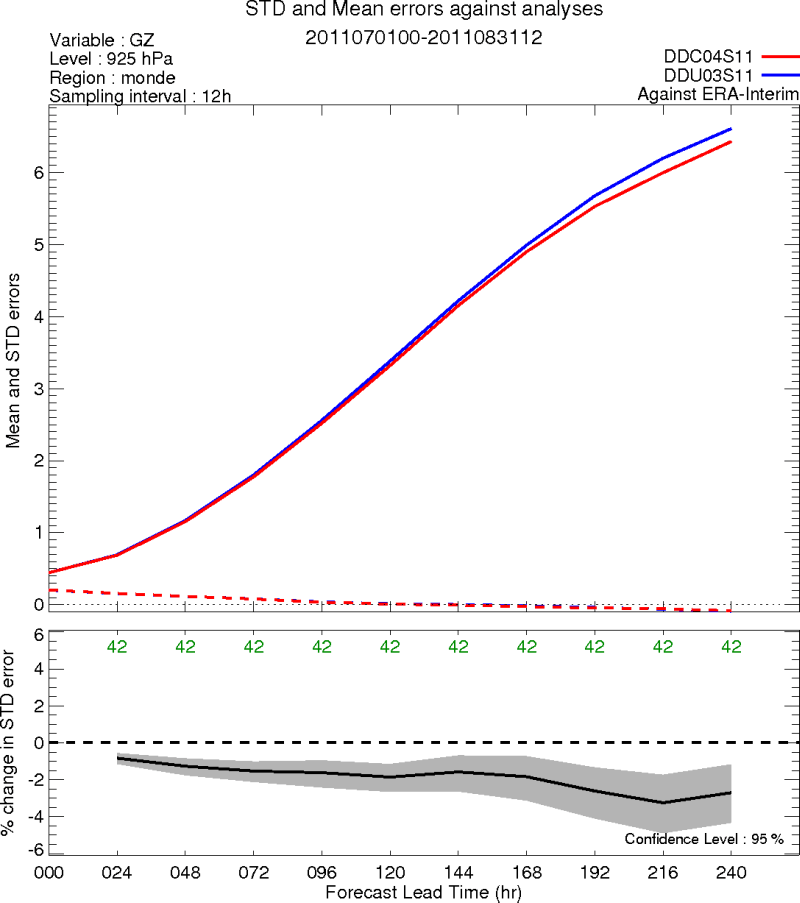 STD and Mean errors against analyses
2011070100-2011083112
Variable : GZ
Level : 925 hPa
Region : monde
Sampling interval : 12h
DDC04S11
DDU03S11
Against ERA-Interim
Mean and STD errors
6
5
4
3
2
1
0
% change in STD error
6
4
2
0
-2
-4
-6
42 42 42 42 42 42 42 42 42 42
Confidence Level : 95 %
000 024 048 072 096 120 144 168 192 216 240
Forecast Lead Time (hr)